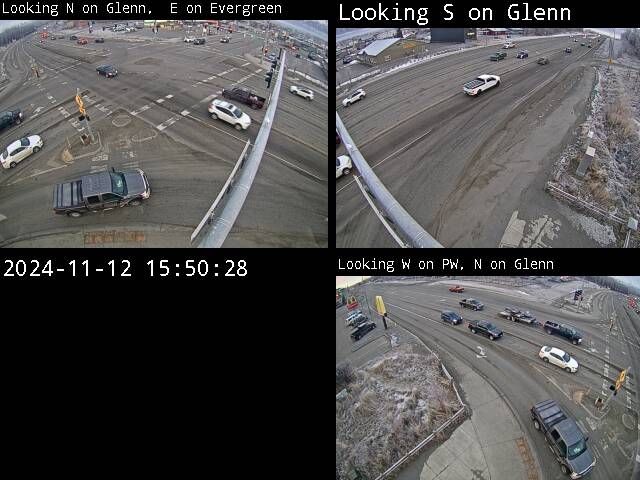 Looking N on Glenn,  E on Evergreen
Looking S on Glenn
2024-11-12 15:50:28
Looking W on PW, N on Glenn